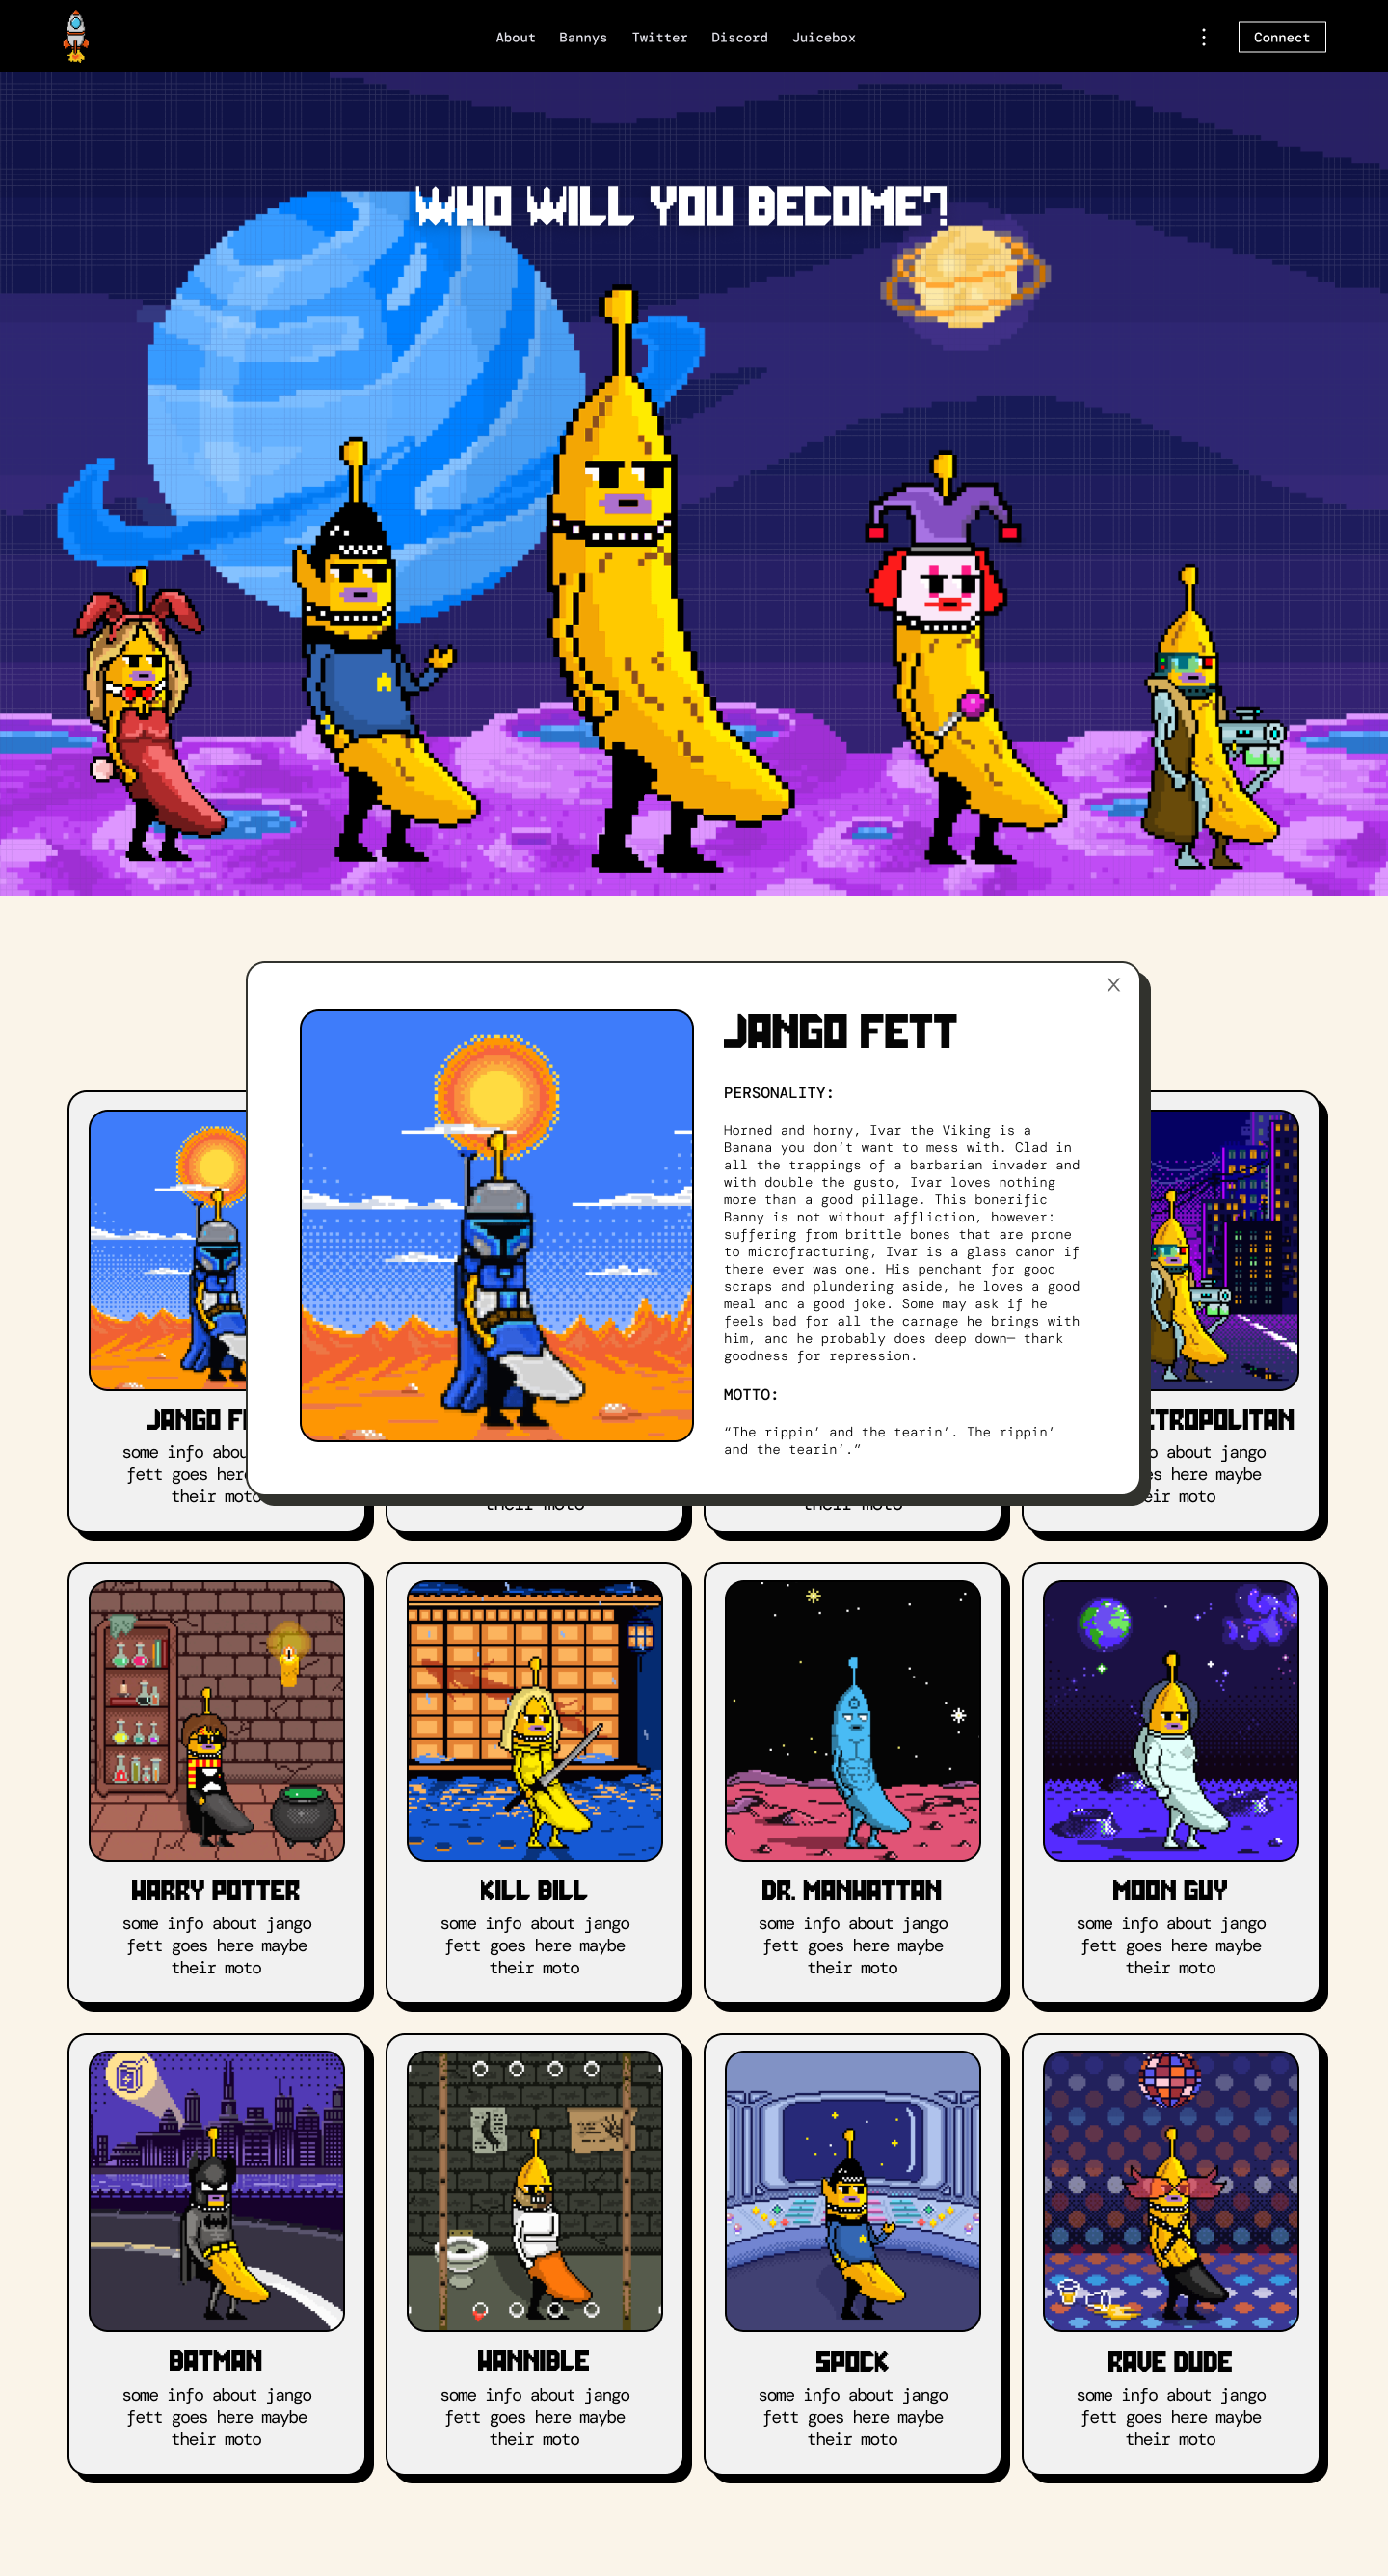 About Bannys Twitter Discord Juicebox
Connect
WHO WILL YOU BECOME?
JANGO FETT
PERSONALITY:
Horned and horny, Ivar the Viking is a
Banana you don’t want to mess with. Clad in
all the trappings of a barbarian invader and
with double the gusto, Ivar loves nothing
more than a good pillage. This bonerific
Banny is not without affliction, however:
suffering from brittle bones that are prone
to microfracturing, Ivar is a glass canon if
there ever was one. His penchant for good
scraps and plundering aside, he loves a good
meal and a good joke. Some may ask if he
feels bad for all the carnage he brings with
him, and he probably does deep down— thank
goodness for repression.
MOTTO:
“The rippin’ and the tearin’. The rippin’
and the tearin’.”
JANGO
some info
fett goes
their moto
their moto
their moto
about jango
here maybe
moto
HARRY POTTER
some info about jango
fett goes here maybe
their moto
KILL BILL
some info about jango
fett goes here maybe
their moto
DR. MANHATTAN
some info about jango
fett goes here maybe
their moto
MOON GUY
some info about jango
fett goes here maybe
their moto
BATMAN
some info about jango
fett goes here maybe
their moto
HANNIBLE
some info about jango
fett goes here maybe
their moto
SPOCK
some info about jango
fett goes here maybe
their moto
RAVE DUDE
some info about jango
fett goes here maybe
their moto